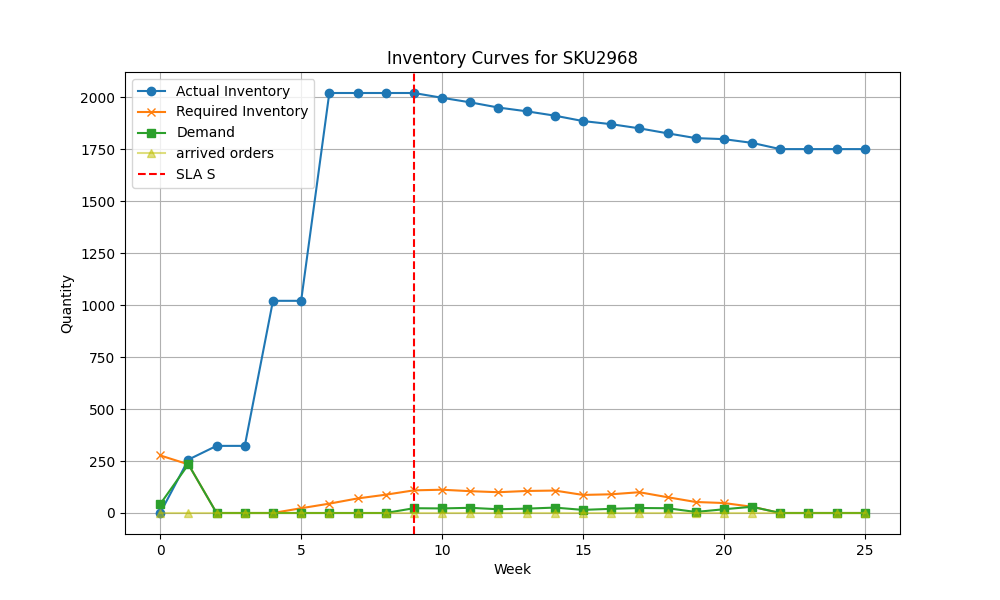 Inventory Curves for SKU2968
Actual Inventory
Required Inventory
Demand
arrived orders
SLA S
2000
1750
1500
1250
1000
750
500
250
0
Quantity
0 5 10 15 20 25
Week